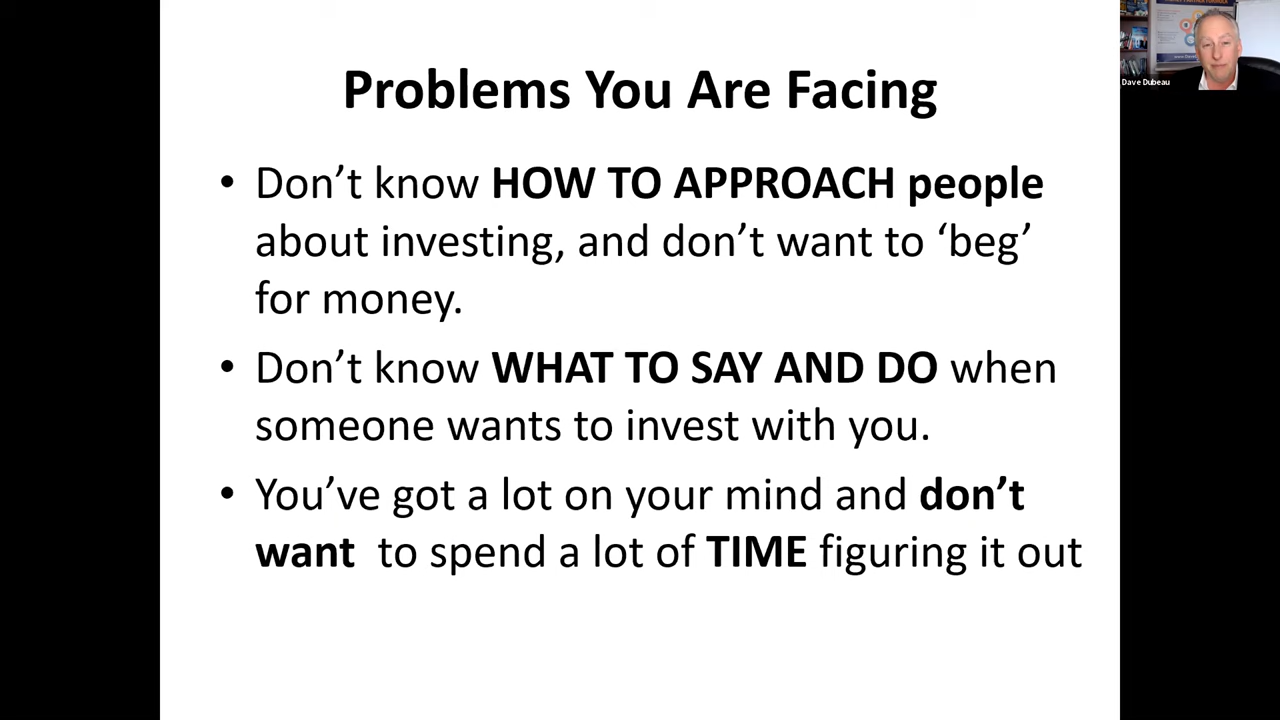 Problems You Are Facing
• Don’t know HOW TO APPROACH people
about investing, and don’t want to ‘beg’
for money.
• Don’t know WHAT TO SAY AND DO when
someone wants to invest with you.
• You’ve got a lot on your mind and don’t
want  to spend a lot of TIME figuring it out
Dave Dubeau